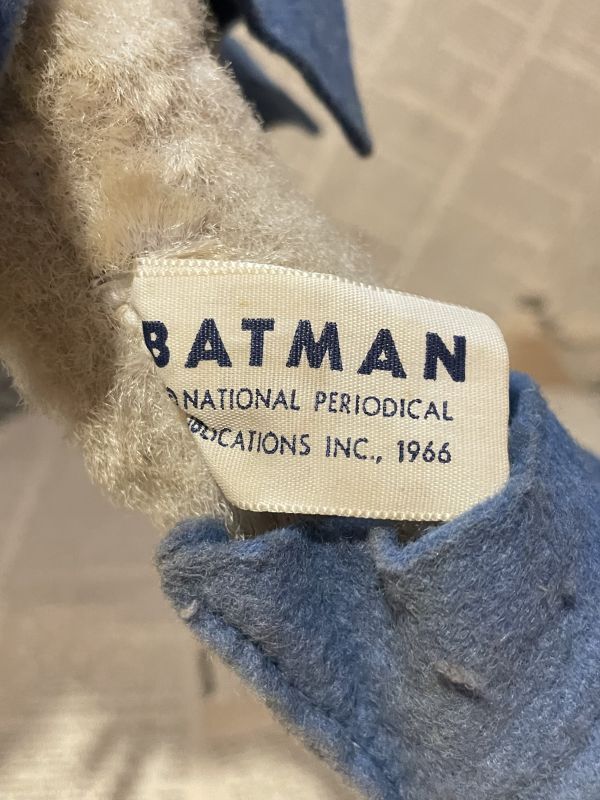 BATMAN
NATIONAL PERIODICAL
INC., 1966